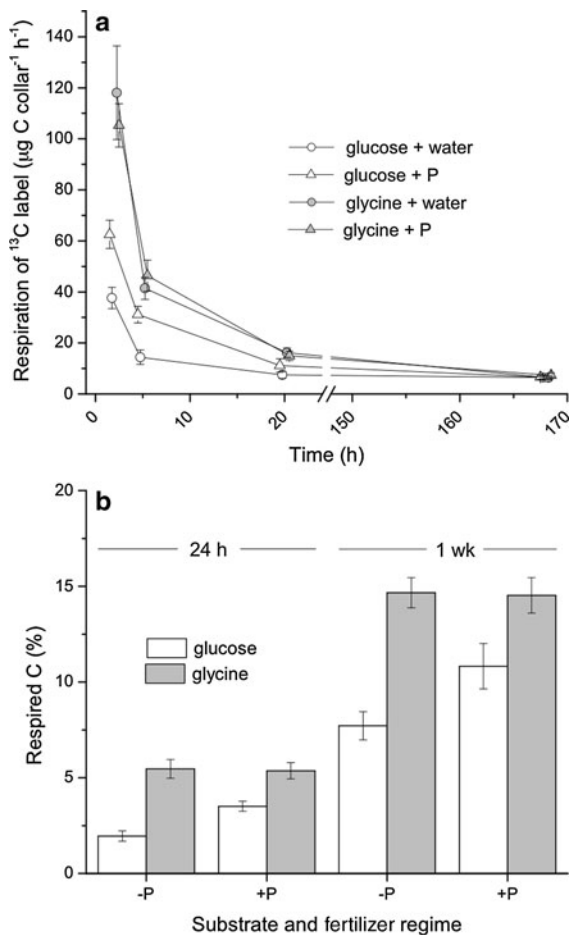 a
140
120
100
80
60
40
20
0
Respiration of ¹³C label (µg C collar⁻¹ h⁻¹)
glucose + water
glucose + P
glycine + water
glycine + P
0 10 20 150 160 170
Time (h)
b
20
15
10
5
0
Respired C (%)
24 h 1 wk
glucose
glycine
-P +P -P +P
Substrate and fertilizer regime